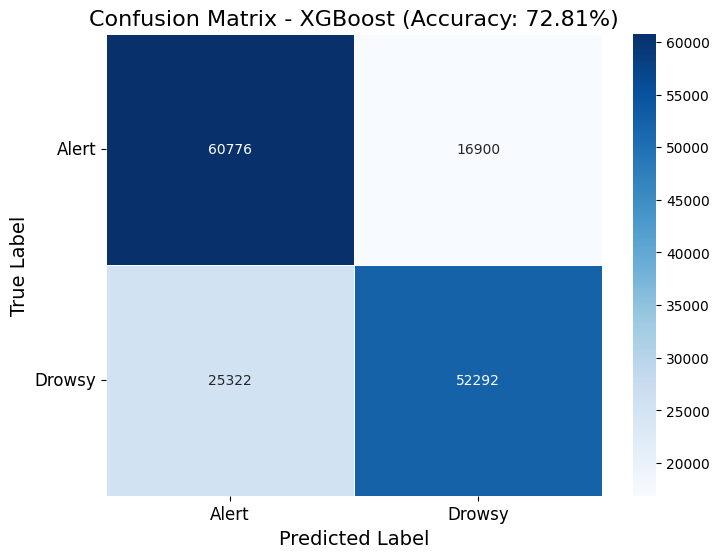 Confusion Matrix - XGBoost (Accuracy: 72.81%)
True Label
Alert
60776
16900
Drowsy
25322
52292
Alert
Drowsy
Predicted Label
60000
55000
50000
45000
40000
35000
30000
25000
20000